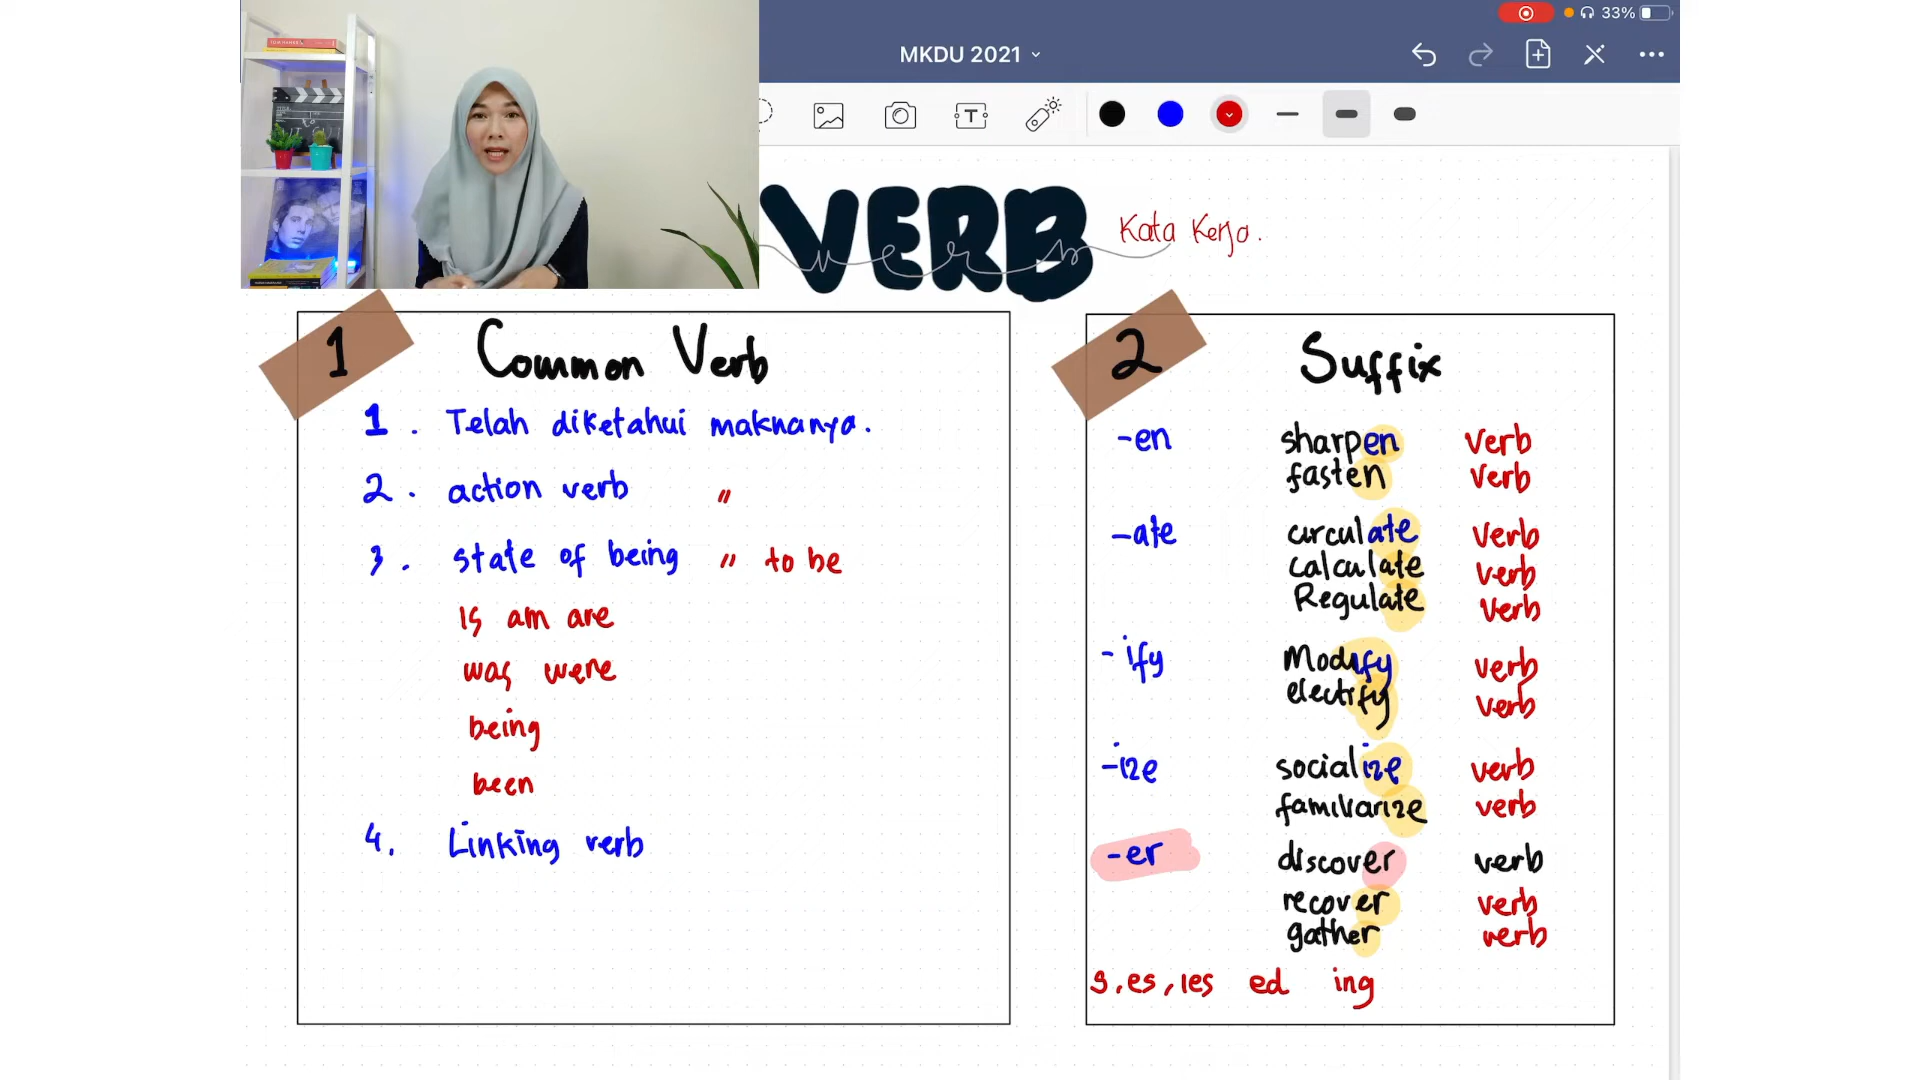 33%
MKDU 2021
T
VERB
verb
Kata Kerja.
1 Common Verb
1. Telah diketahui maknanya.
2. action verb "
3. state of being " to be
is am are
was were
being
been
4. Linking verb
2 Suffix
-en sharpen verb
fasten verb
-ate circulate verb
calculate verb
Regulate verb
-ify Modify verb
electrify verb
-ize socialize verb
familiarize verb
-er discover verb
recover verb
gather verb
s, es, ies ed ing